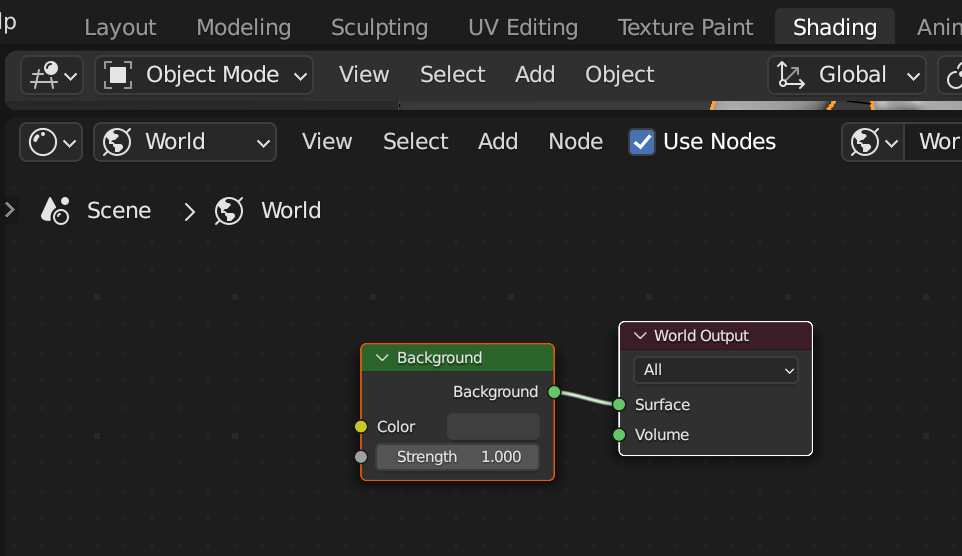 lp Layout Modeling Sculpting UV Editing Texture Paint Shading Anim
Object Mode View Select Add Object Global
World View Select Add Node Use Nodes Wor
Scene > World
World Output
Background
All
Background
Surface
Color
Volume
Strength 1.000